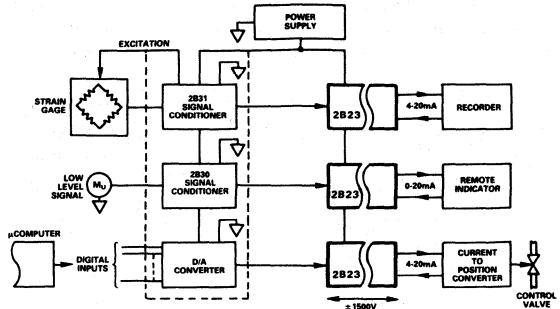 POWER
SUPPLY
EXCITATION
STRAIN
GAGE
2B31
SIGNAL
CONDITIONER
2B23
4-20mA
RECORDER
LOW
LEVEL
SIGNAL
MU
2B30
SIGNAL
CONDITIONER
2B23
0-20mA
REMOTE
INDICATOR
μCOMPUTER
DIGITAL
INPUTS
D/A
CONVERTER
2B23
4-20mA
CURRENT
TO
POSITION
CONVERTER
CONTROL
VALVE
±1500V